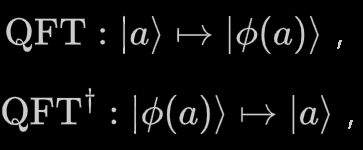 QFT : |a⟩ ↦ |ϕ(a)⟩ ,
QFT† : |ϕ(a)⟩ ↦ |a⟩ ,